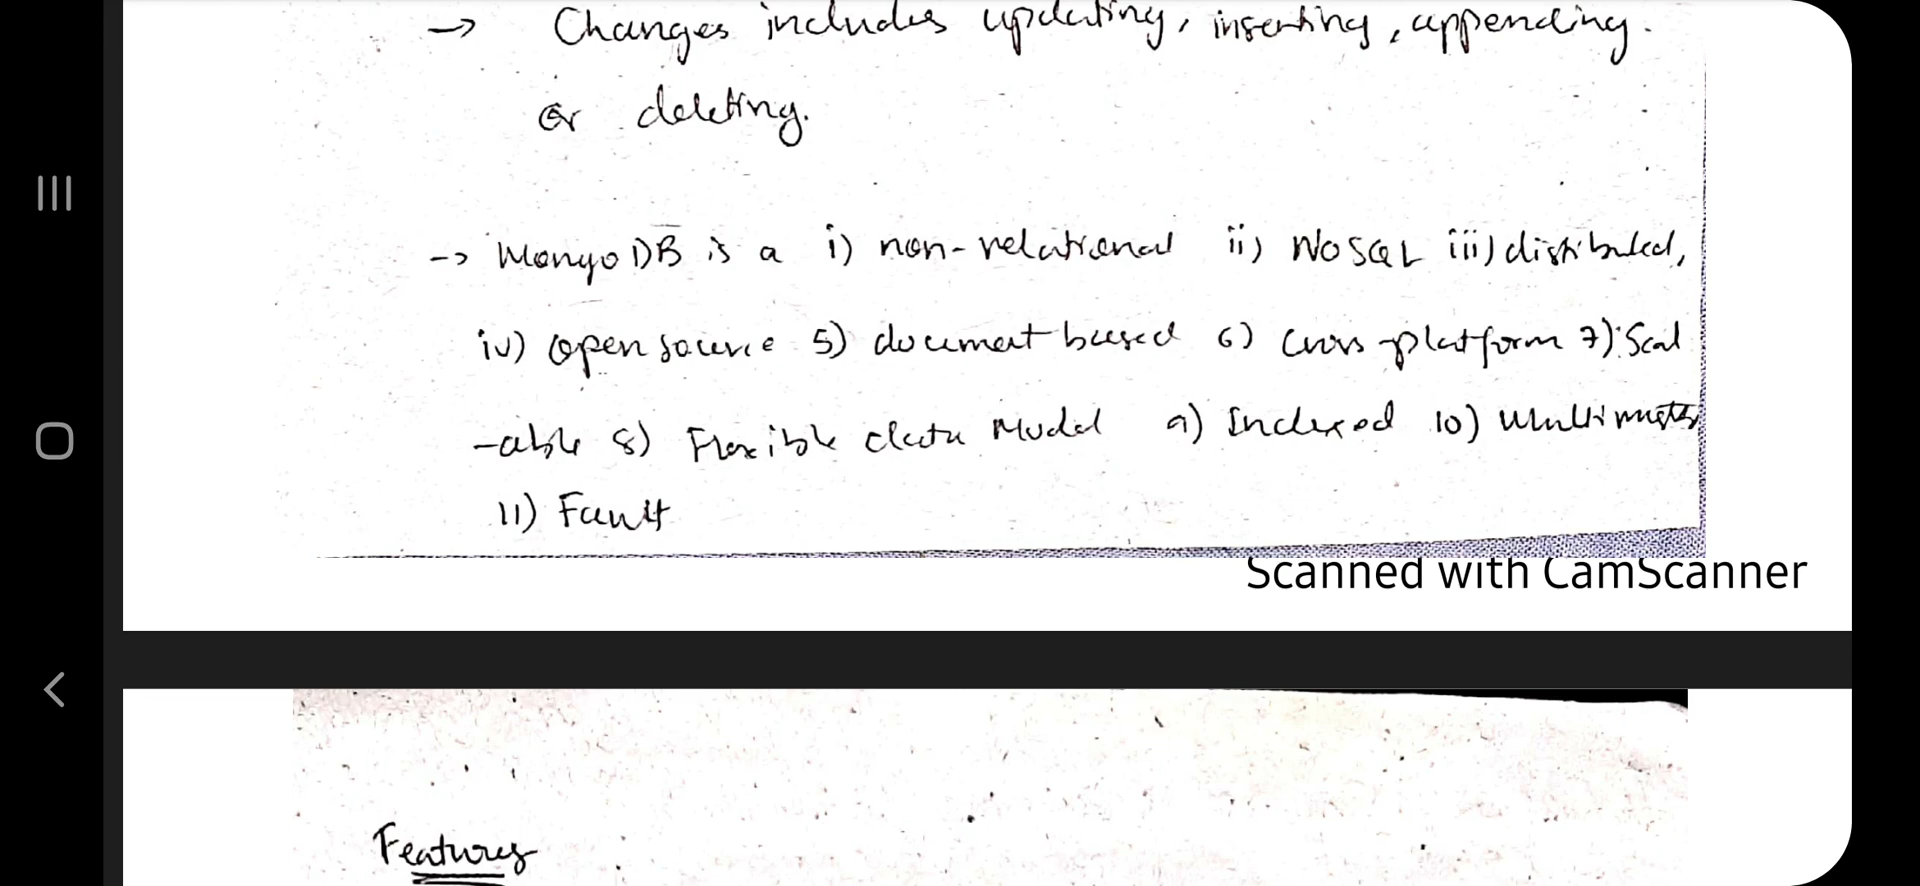 → Changes includes updating, inserting, appending.
or deleting.
→ MongoDB is a i) non-relational ii) NoSQL iii) distributed,
iv) open source 5) document based 6) Cross-platform 7) Scal
-able 8) Flexible data Model 9) Indexed 10) Multimaster
11) Fault
Scanned with CamScanner
Features